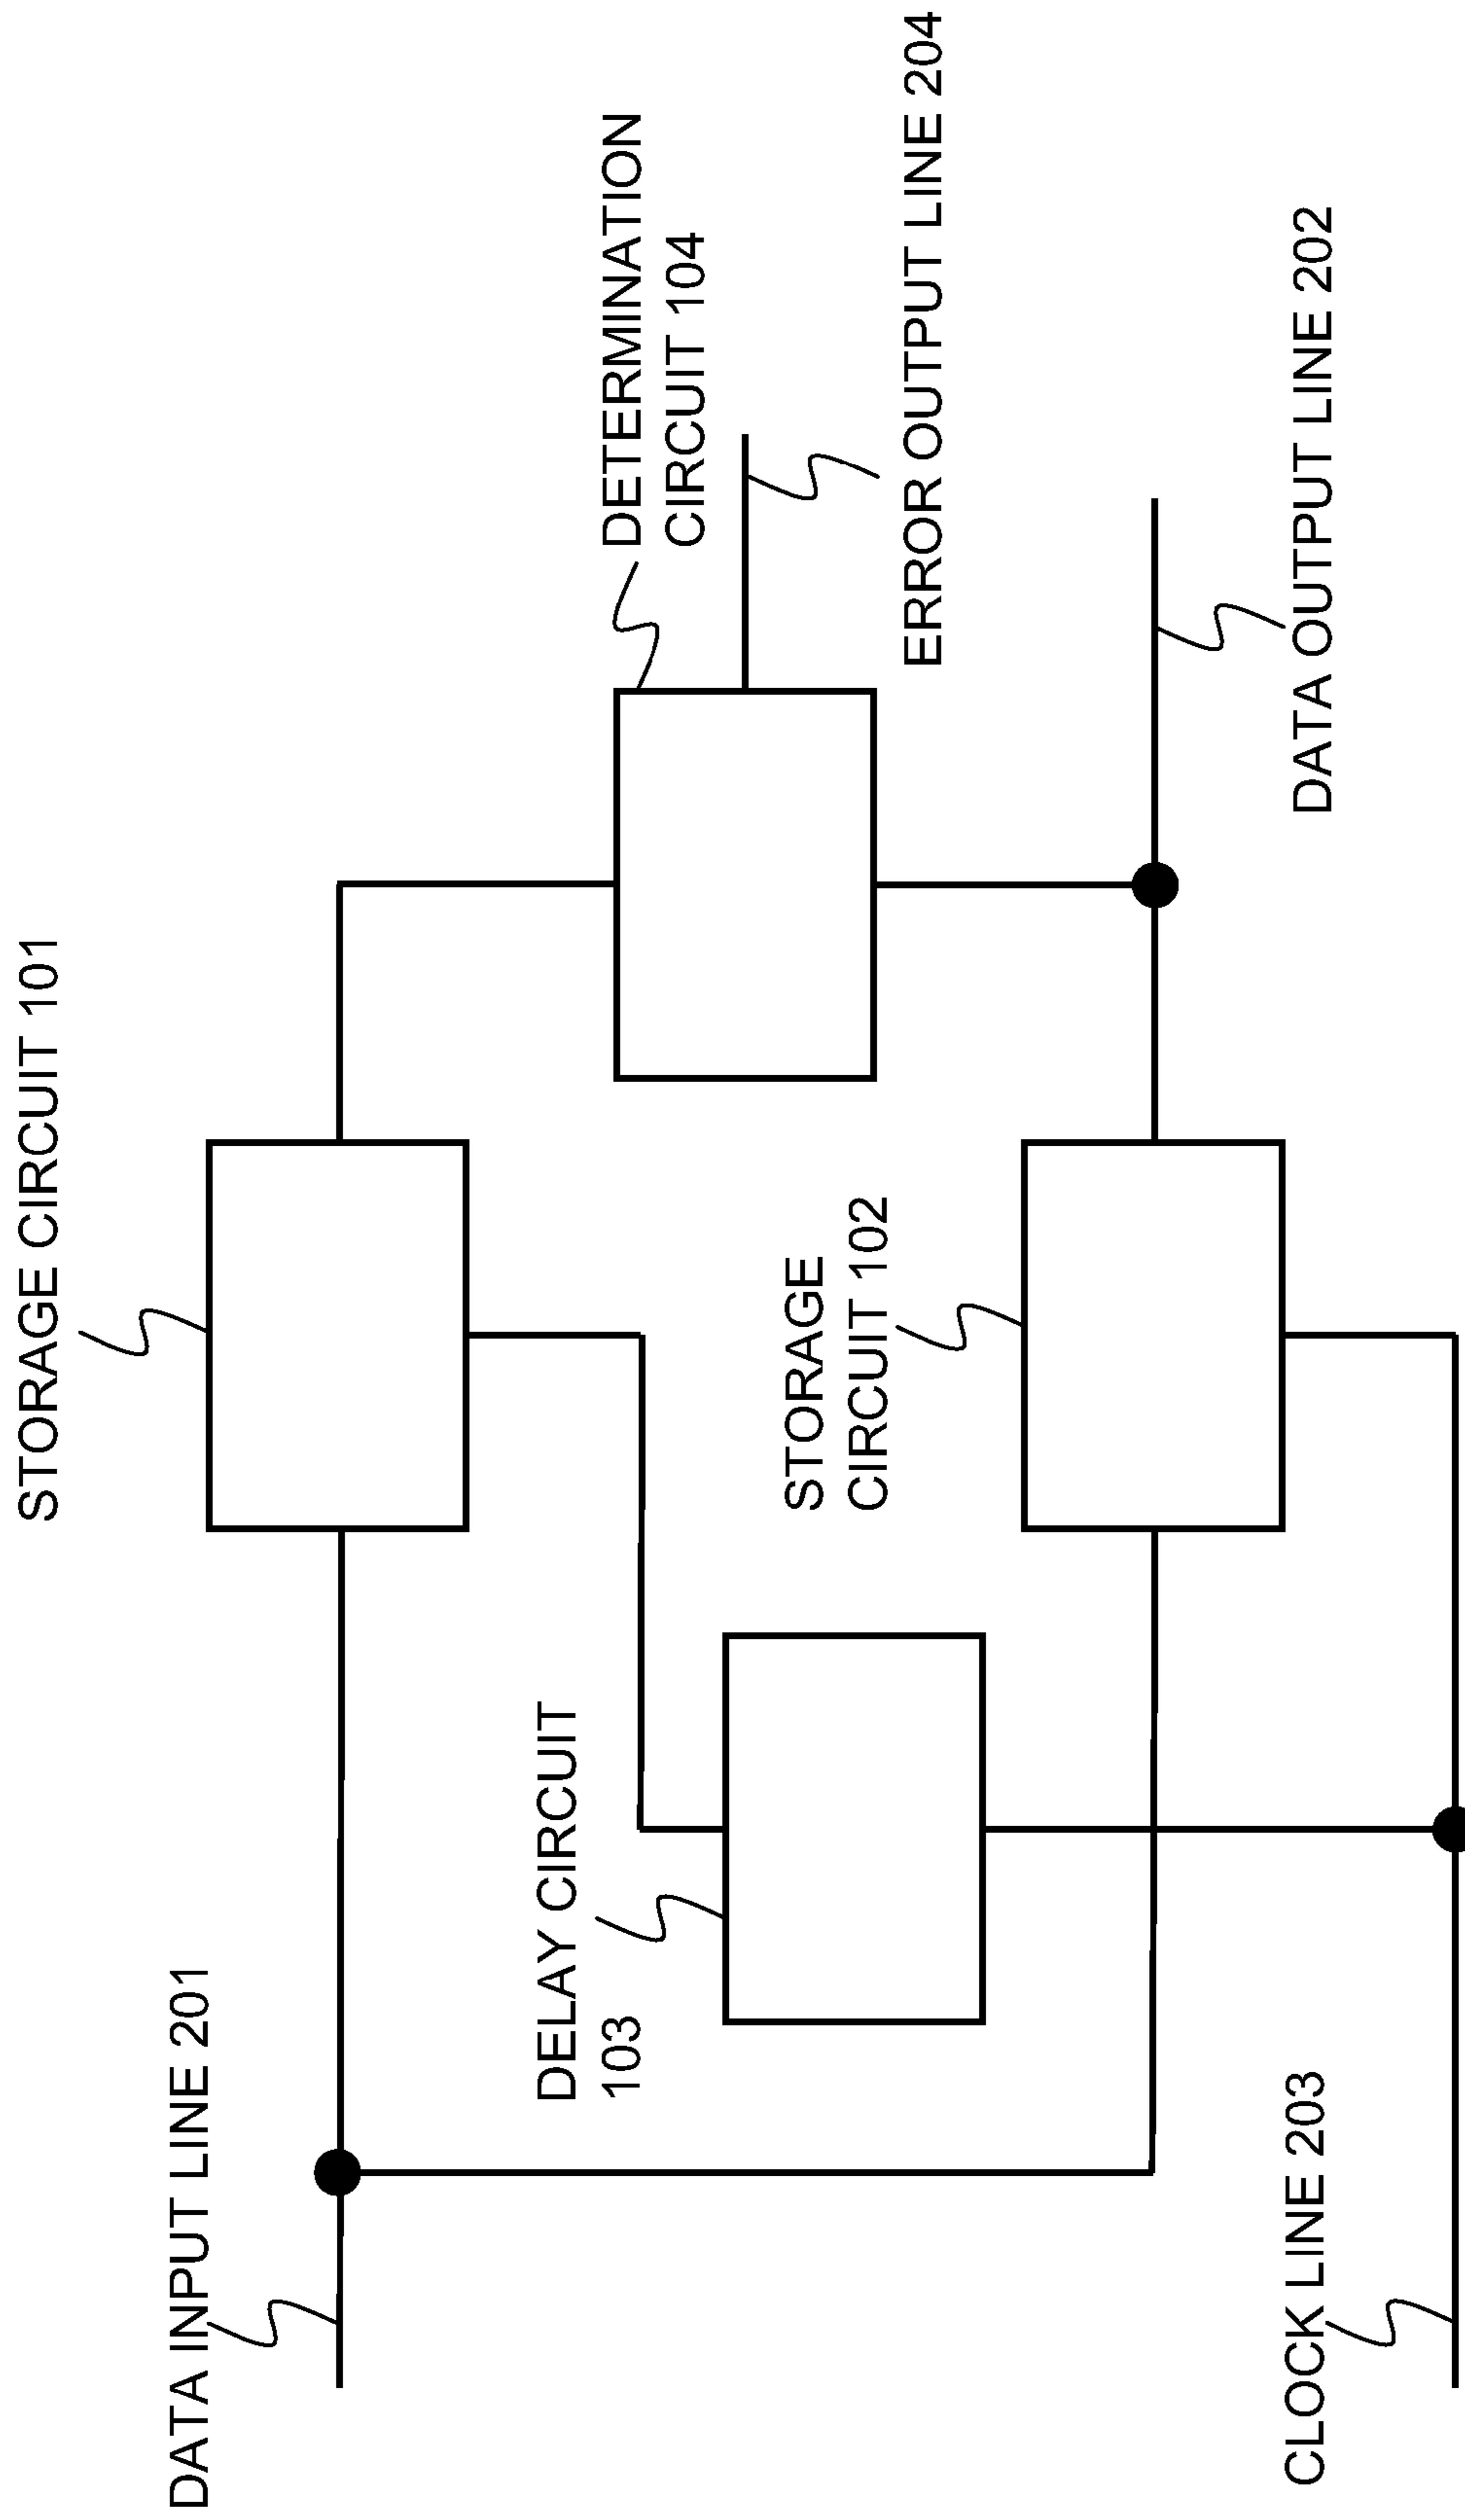 STORAGE CIRCUIT 101
DATA INPUT LINE 201
DELAY CIRCUIT
103
DETERMINATION
CIRCUIT 104
STORAGE
CIRCUIT 102
ERROR OUTPUT LINE 204
CLOCK LINE 203
DATA OUTPUT LINE 202